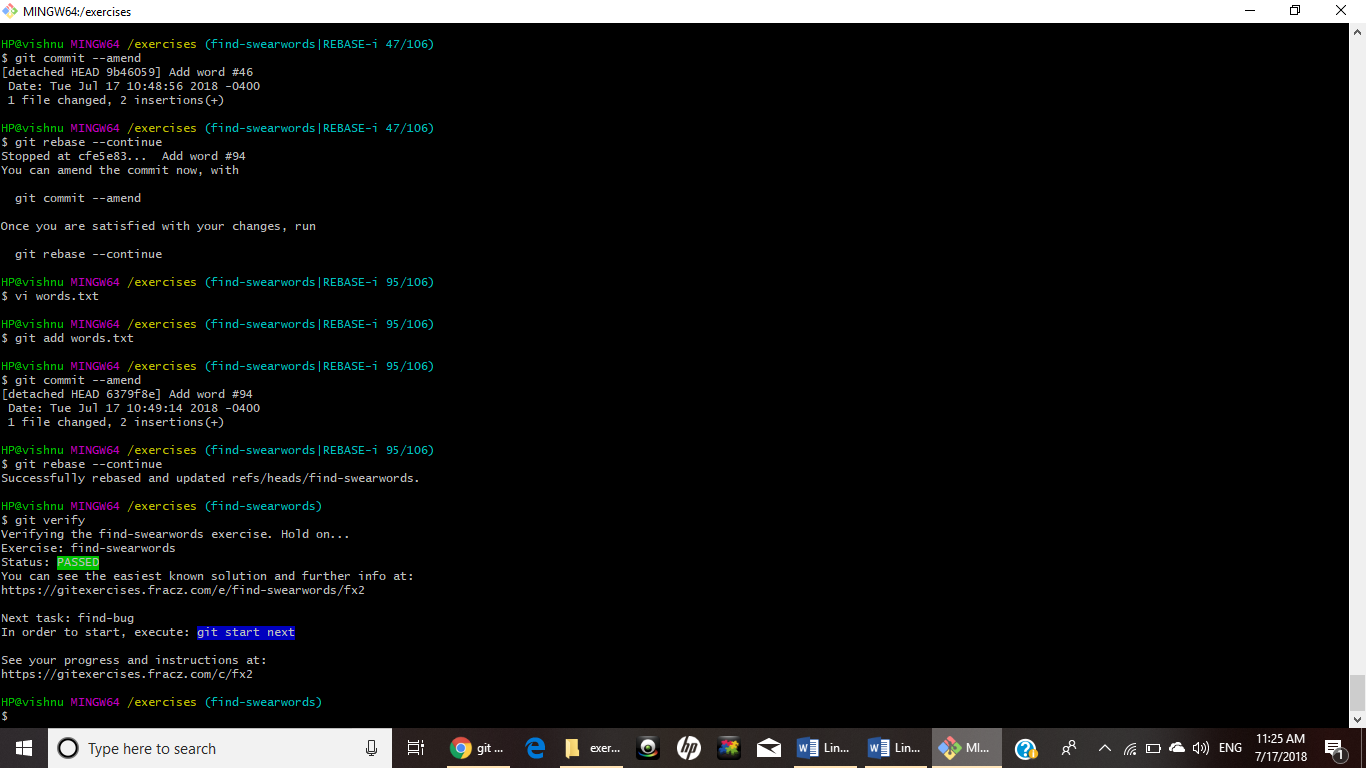 MINGW64:/exercises
HP@vishnu MINGW64 /exercises (find-swearwords|REBASE-i 47/106)
$ git commit --amend
[detached HEAD 9b46059] Add word #46
 Date: Tue Jul 17 10:48:56 2018 -0400
 1 file changed, 2 insertions(+)
HP@vishnu MINGW64 /exercises (find-swearwords|REBASE-i 47/106)
$ git rebase --continue
Stopped at cfe5e83...  Add word #94
You can amend the commit now, with
  git commit --amend
Once you are satisfied with your changes, run
  git rebase --continue
HP@vishnu MINGW64 /exercises (find-swearwords|REBASE-i 95/106)
$ vi words.txt
HP@vishnu MINGW64 /exercises (find-swearwords|REBASE-i 95/106)
$ git add words.txt
HP@vishnu MINGW64 /exercises (find-swearwords|REBASE-i 95/106)
$ git commit --amend
[detached HEAD 6379f8e] Add word #94
 Date: Tue Jul 17 10:49:14 2018 -0400
 1 file changed, 2 insertions(+)
HP@vishnu MINGW64 /exercises (find-swearwords|REBASE-i 95/106)
$ git rebase --continue
Successfully rebased and updated refs/heads/find-swearwords.
HP@vishnu MINGW64 /exercises (find-swearwords)
$ git verify
Verifying the find-swearwords exercise. Hold on...
Exercise: find-swearwords
Status: PASSED
You can see the easiest known solution and further info at:
https://gitexercises.fracz.com/e/find-swearwords/fx2
Next task: find-bug
In order to start, execute: git start next
See your progress and instructions at:
https://gitexercises.fracz.com/c/fx2
HP@vishnu MINGW64 /exercises (find-swearwords)
$
Type here to search
git ...
exer...
hp
Lin...
Lin...
MI...
ENG
11:25 AM
7/17/2018
1